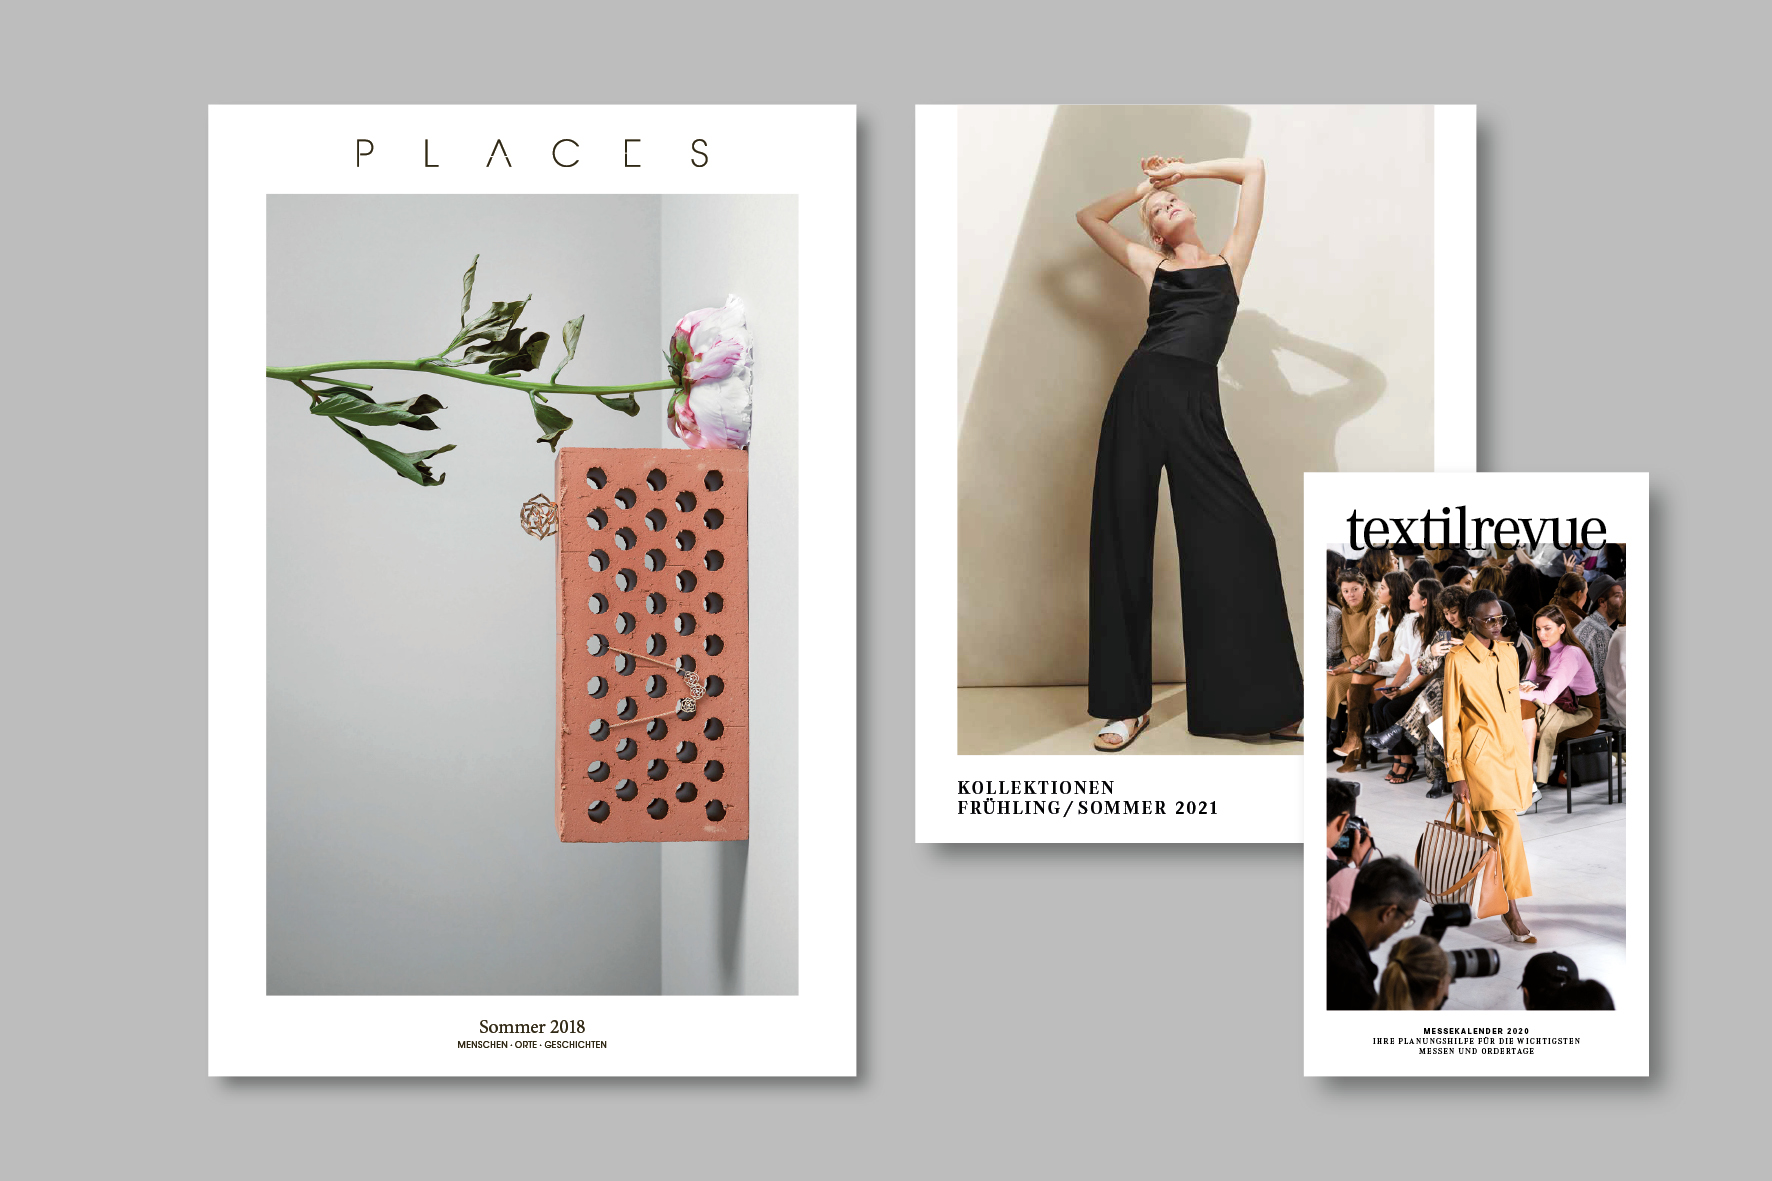 PLACES
Sommer 2018
MENSCHEN · ORTE · GESCHICHTEN
KOLLEKTIONEN
FRÜHLING/SOMMER 2021
textilrevue
MESSEKALENDER 2020
IHRE PLANUNGSHILFE FÜR DIE WICHTIGSTEN
MESSEN UND ORDERTAGE